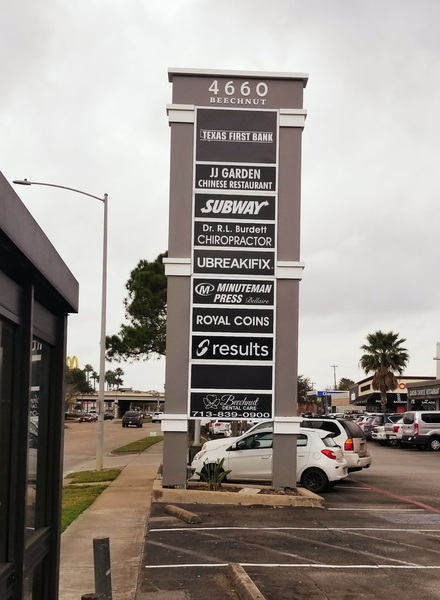 4660
BEECHNUT
TEXAS FIRST BANK
JJ GARDEN
CHINESE RESTAURANT
SUBWAY
Dr. R.L. Burdett
CHIROPRACTOR
UBREAKIFIX
M MINUTEMAN
PRESS Bellaire
ROYAL COINS
results
Beechnut
DENTAL CARE
713-839-0900